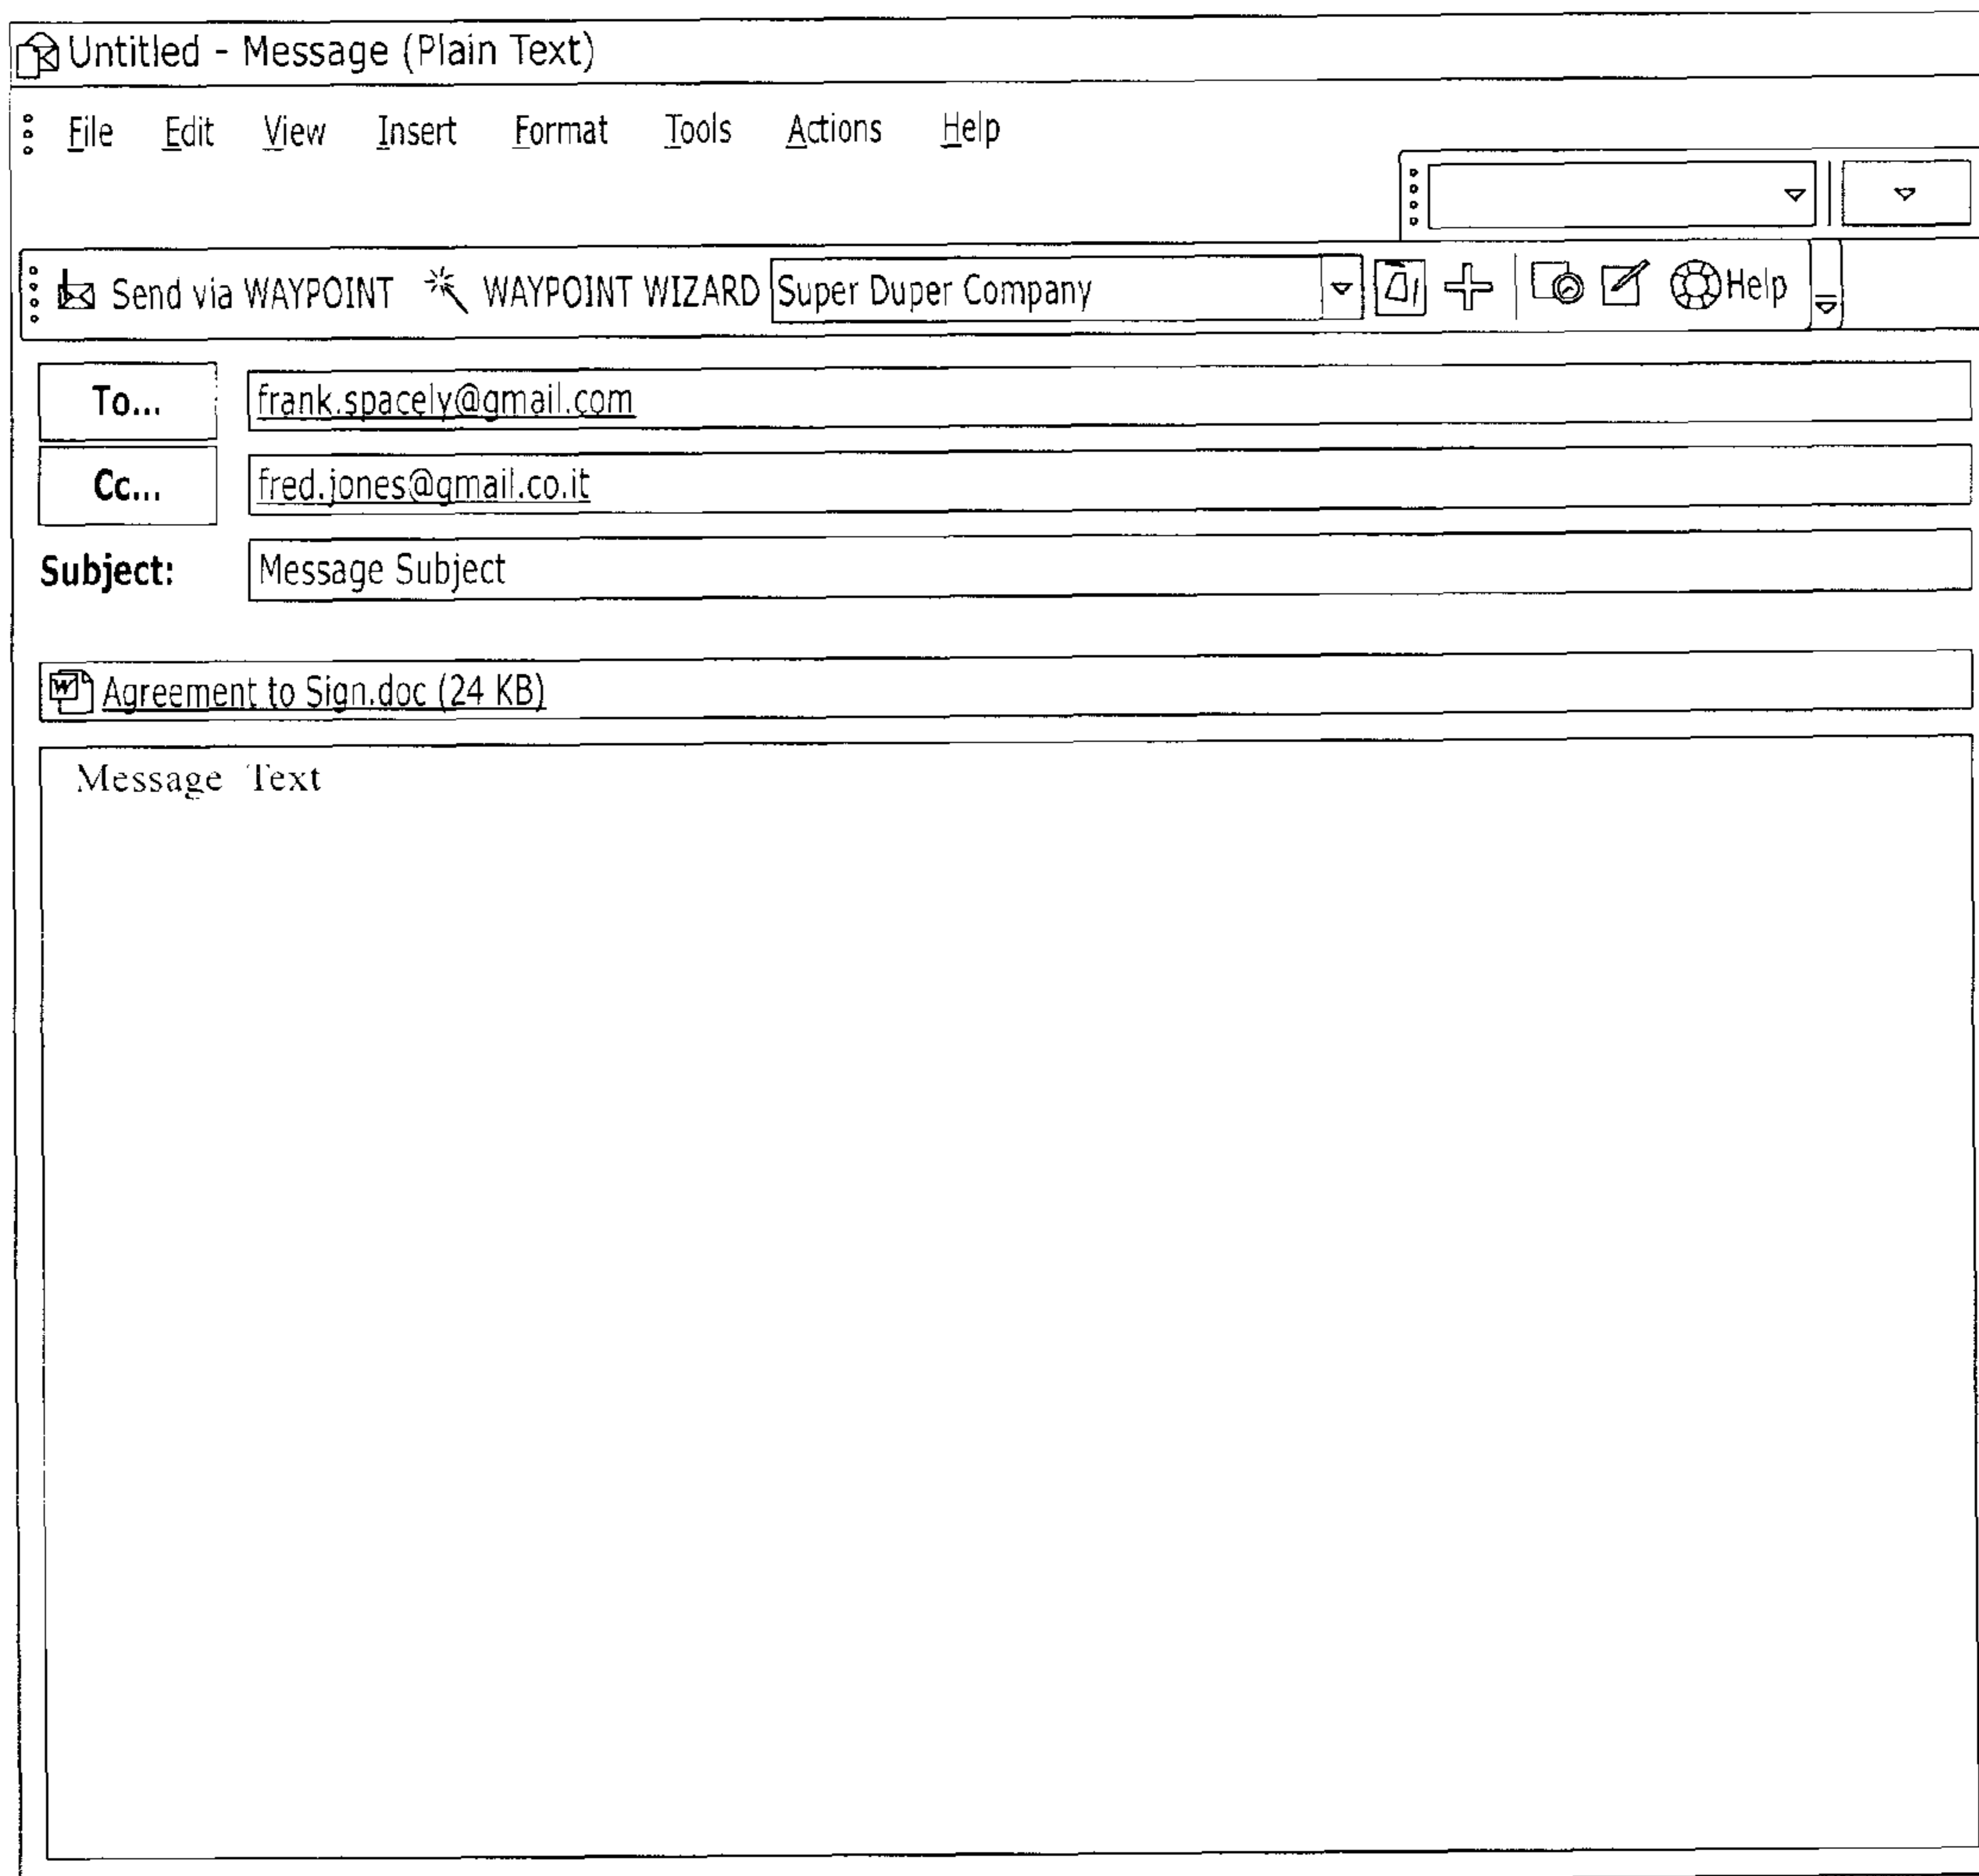 Untitled - Message (Plain Text)
File Edit View Insert Format Tools Actions Help
Send via WAYPOINT WAYPOINT WIZARD Super Duper Company Help
To... frank.spacely@gmail.com
Cc... fred.jones@gmail.co.it
Subject: Message Subject
W Agreement to Sign.doc (24 KB)
Message Text